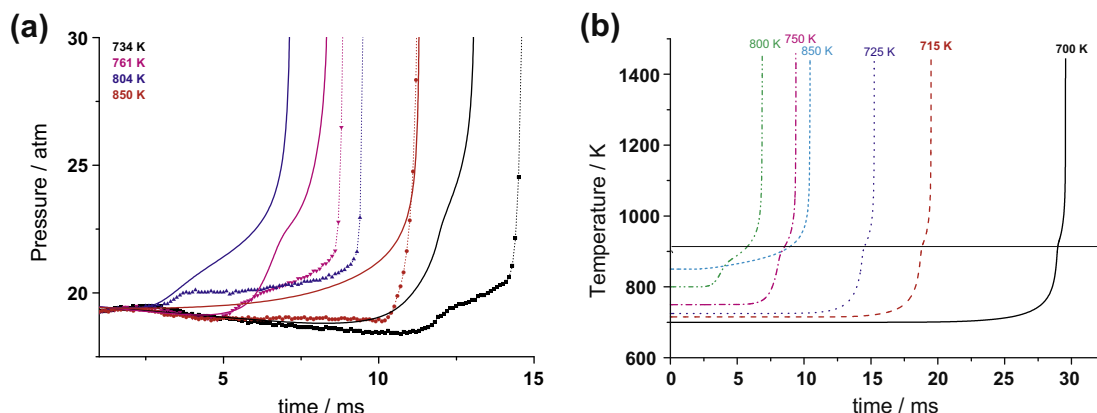 (a)
734 K
761 K
804 K
850 K
30
25
20
Pressure / atm
5
10
15
time / ms
(b)
800 K
750 K
850 K
725 K
715 K
700 K
1400
1200
1000
800
600
Temperature / K
0
5
10
15
20
25
30
time / ms